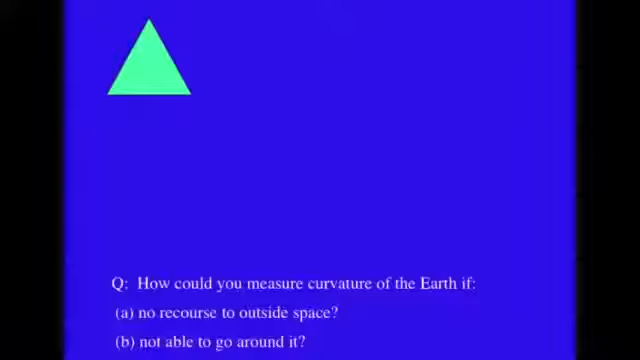 Q:  How could you measure curvature of the Earth if:
(a) no recourse to outside space?
(b) not able to go around it?